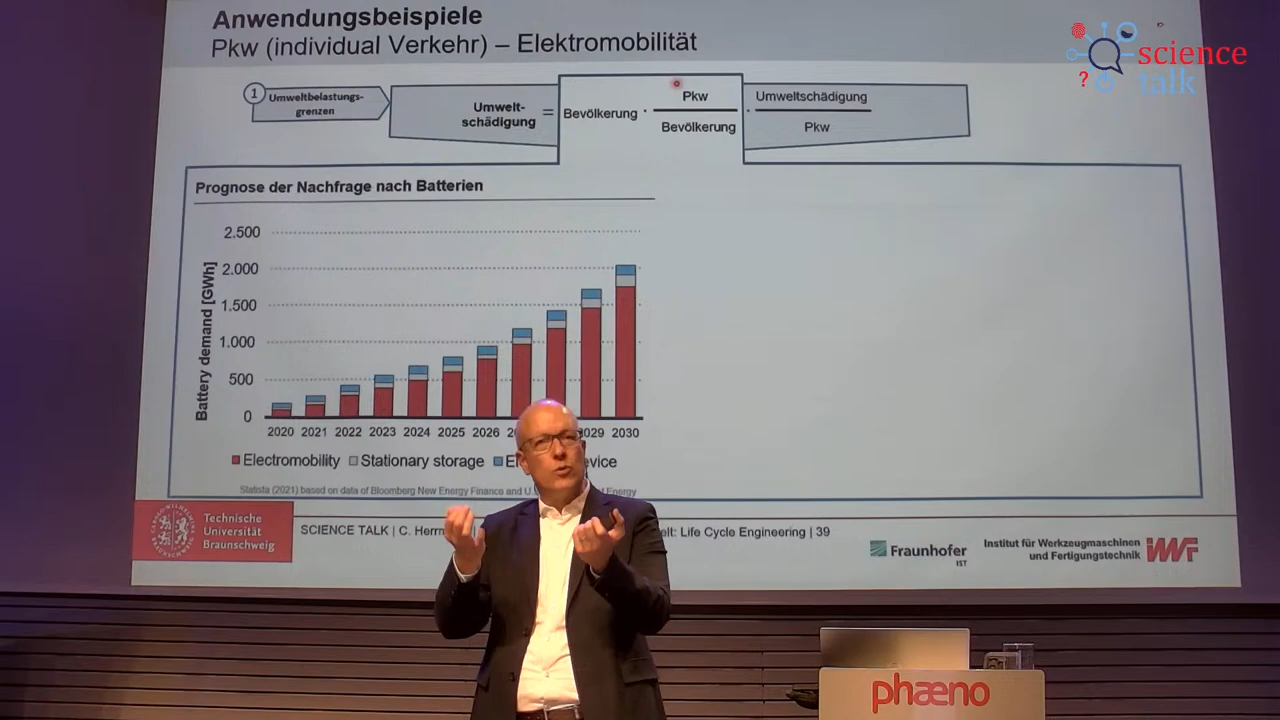 Anwendungsbeispiele
Pkw (individual Verkehr) – Elektromobilität
science
talk
?
1
Umweltbelastungs-
grenzen
Umwelt-
schädigung
=
Bevölkerung
·
Pkw
Bevölkerung
·
Umweltschädigung
Pkw
Prognose der Nachfrage nach Batterien
Battery demand [GWh]
2.500
2.000
1.500
1.000
500
0
2020 2021 2022 2023 2024 2025 2026 2030
Electromobility Stationary storage
Statista (2021) based on data of Bloomberg New Energy Finance and Energy
Technische
Universität
Braunschweig
SCIENCE TALK | C. Life Cycle Engineering | 39
Fraunhofer
IST
Institut für Werkzeugmaschinen
und Fertigungstechnik
IWF
phæno